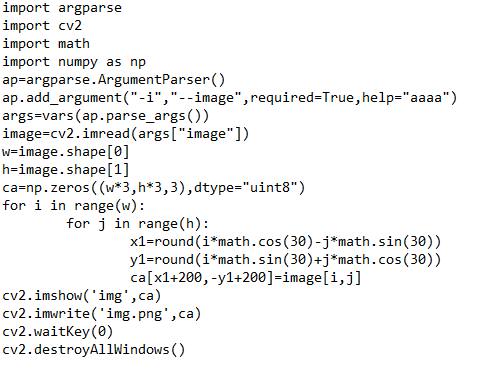 import argparse
import cv2
import math
import numpy as np
ap=argparse.ArgumentParser()
ap.add_argument("-i","--image",required=True,help="aaaa")
args=vars(ap.parse_args())
image=cv2.imread(args["image"])
w=image.shape[0]
h=image.shape[1]
ca=np.zeros((w*3,h*3,3),dtype="uint8")
for i in range(w):
        for j in range(h):
                x1=round(i*math.cos(30)-j*math.sin(30))
                y1=round(i*math.sin(30)+j*math.cos(30))
                ca[x1+200,-y1+200]=image[i,j]
cv2.imshow('img',ca)
cv2.imwrite('img.png',ca)
cv2.waitKey(0)
cv2.destroyAllWindows()